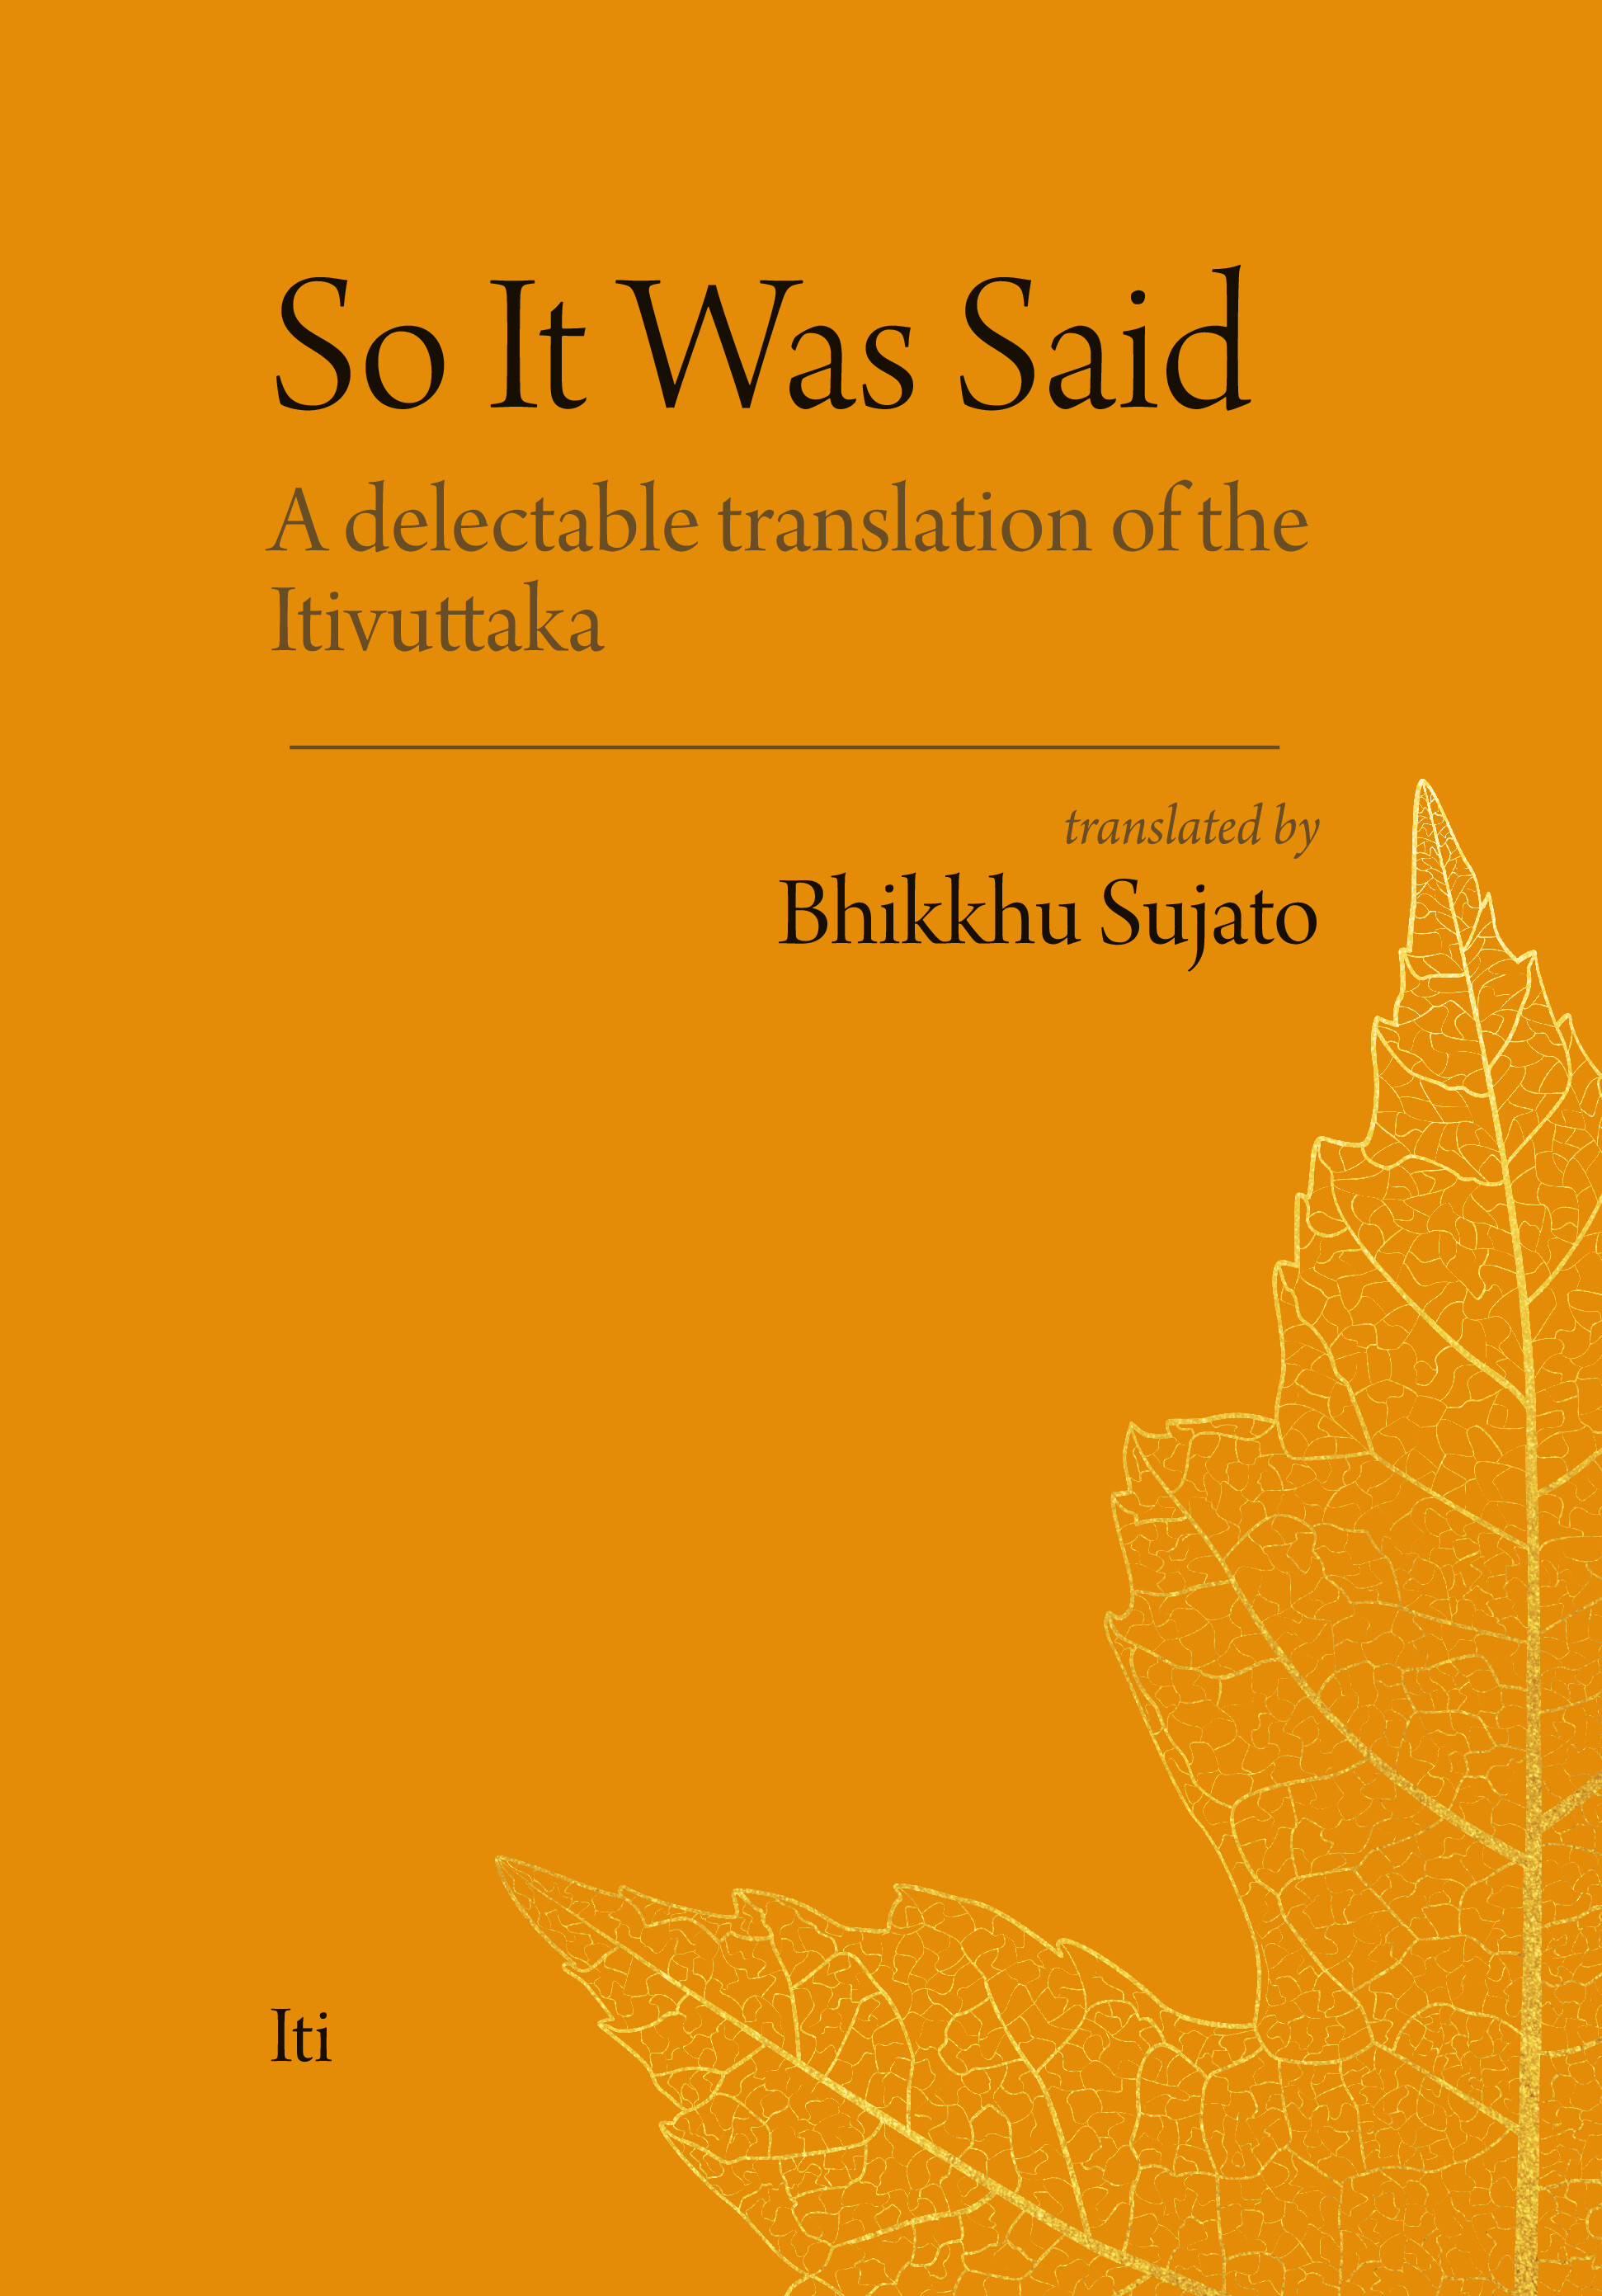 So It Was Said
A delectable translation of the
Itivuttaka
translated by
Bhikkhu Sujato
Iti